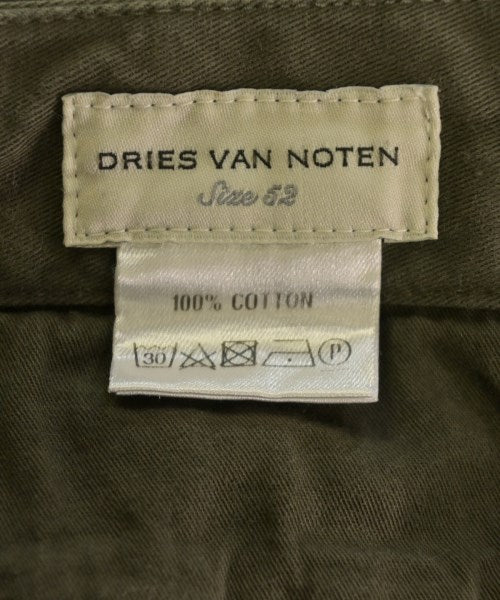 DRIES VAN NOTEN
Size 52
100% COTTON
30 P